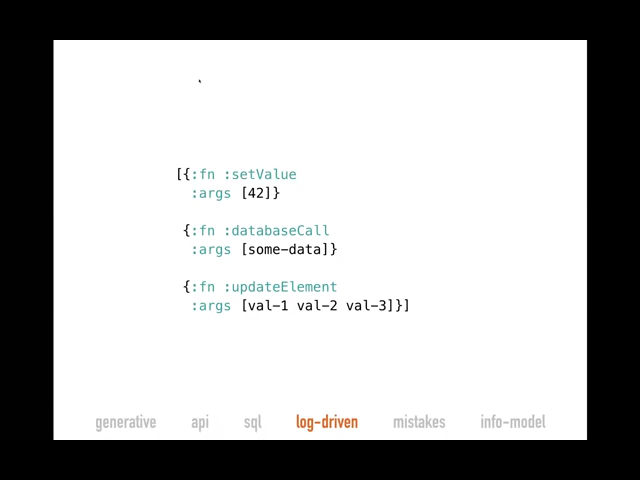 [{:fn :setValue
:args [42]}
{:fn :databaseCall
:args [some-data]}
{:fn :updateElement
:args [val-1 val-2 val-3]}]
generative api sql log-driven mistakes info-model